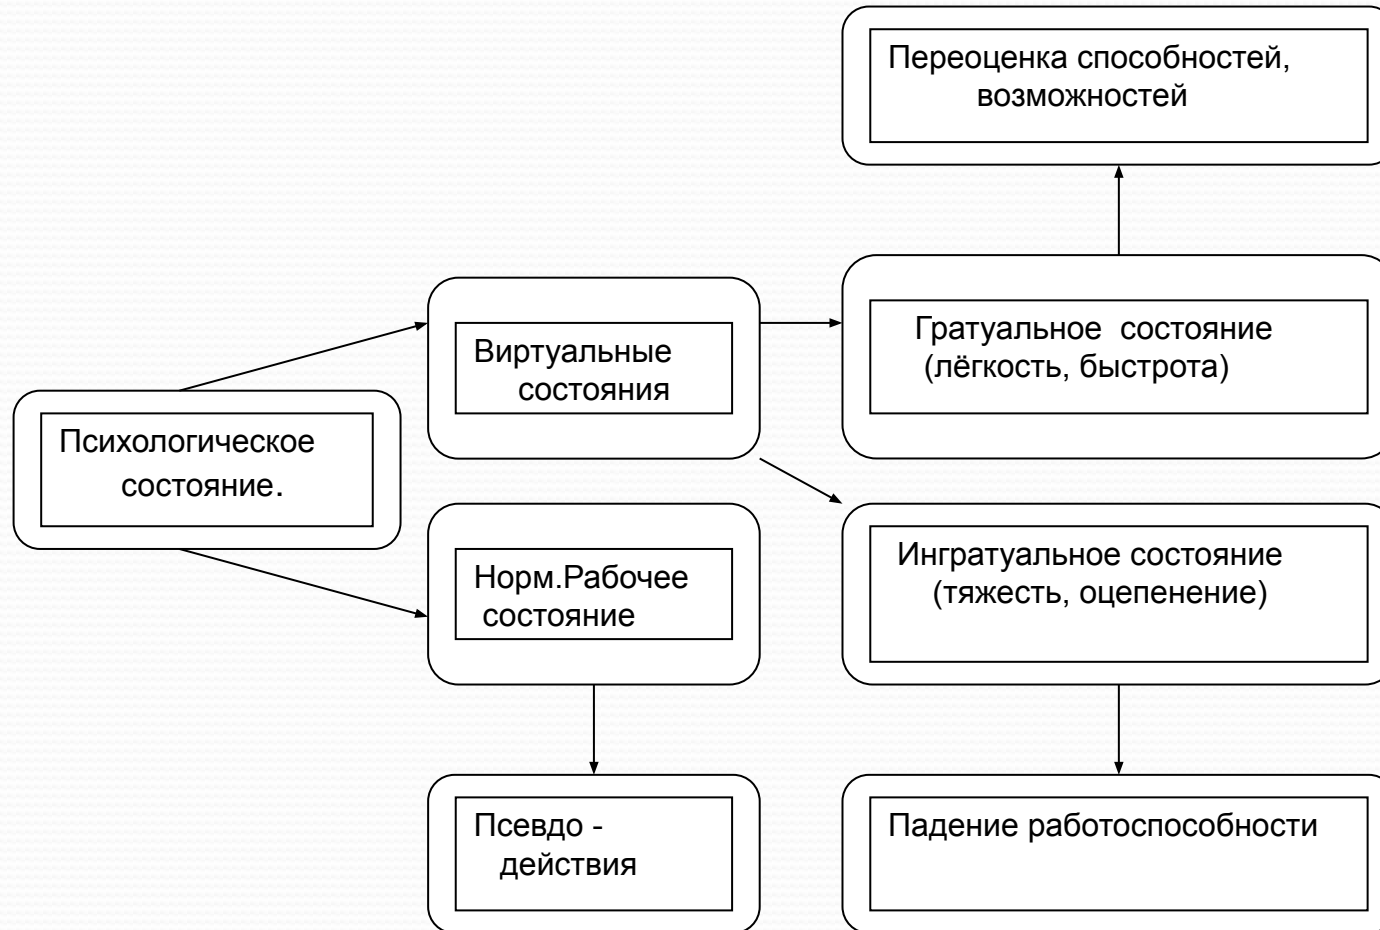 Переоценка способностей,
возможностей
Виртуальные
состояния
Гратуальное состояние
(лёгкость, быстрота)
Психологическое
состояние.
Норм.Рабочее
состояние
Ингратуальное состояние
(тяжесть, оцепенение)
Псевдо -
действия
Падение работоспособности